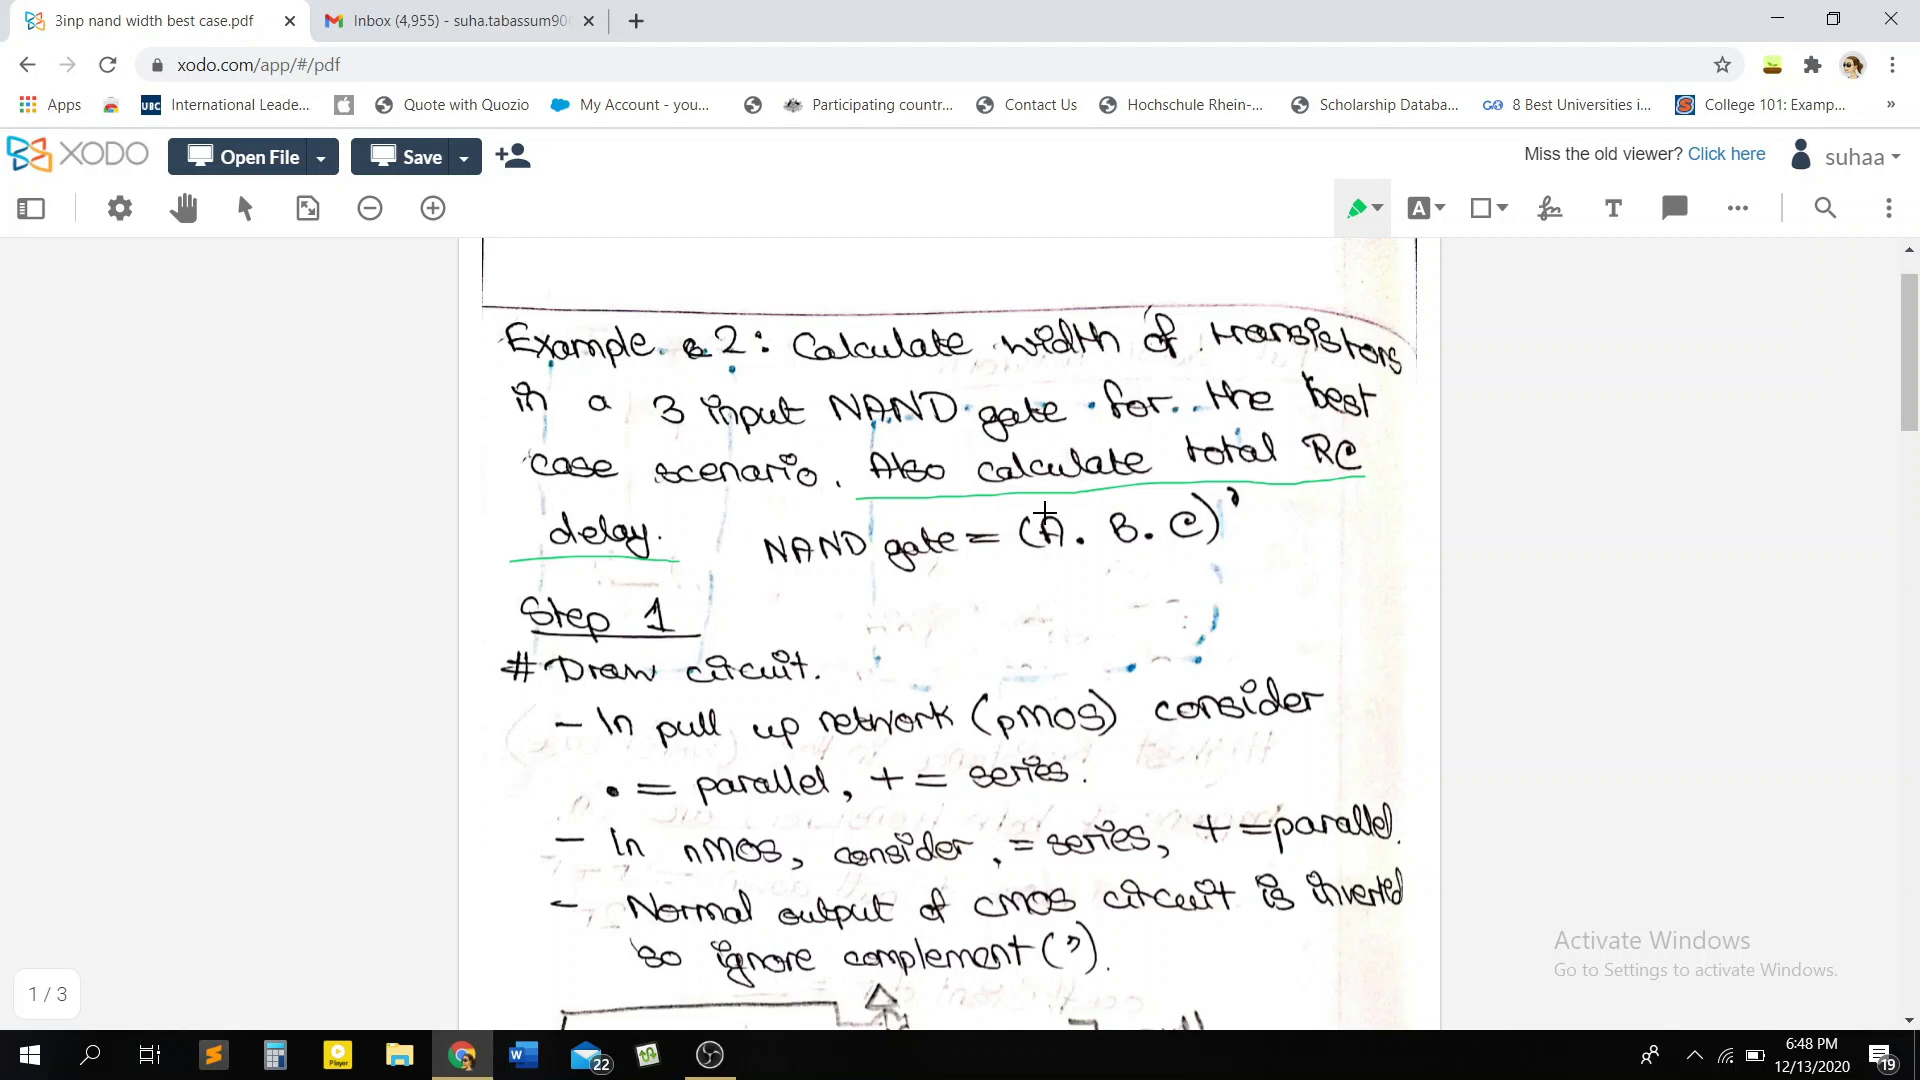 3inp nand width best case.pdf
Inbox (4,955) - suha.tabassum90
xodo.com/app/#/pdf
Apps
UBC International Leade...
Quote with Quozio
My Account - you...
Participating countr...
Contact Us
Hochschule Rhein-...
Scholarship Databa...
GO 8 Best Universities i...
College 101: Examp...
»
XODO
Open File
Save
Miss the old viewer? Click here
suhaa
Example 2: Calculate width of transistors
in a 3 input NAND gate for the best
case scenario. Also calculate total RC
delay. NAND gate = (A. B. C)'
Step 1
# Draw circuit.
- In pull up network (pMOS) consider
• = parallel, + = series.
- In nMOS, consider . = series, + = parallel.
- Normal output of CMOS circuit is inverted
so ignore complement (').
1 / 3
Activate Windows
Go to Settings to activate Windows.
22
6:48 PM
12/13/2020
19